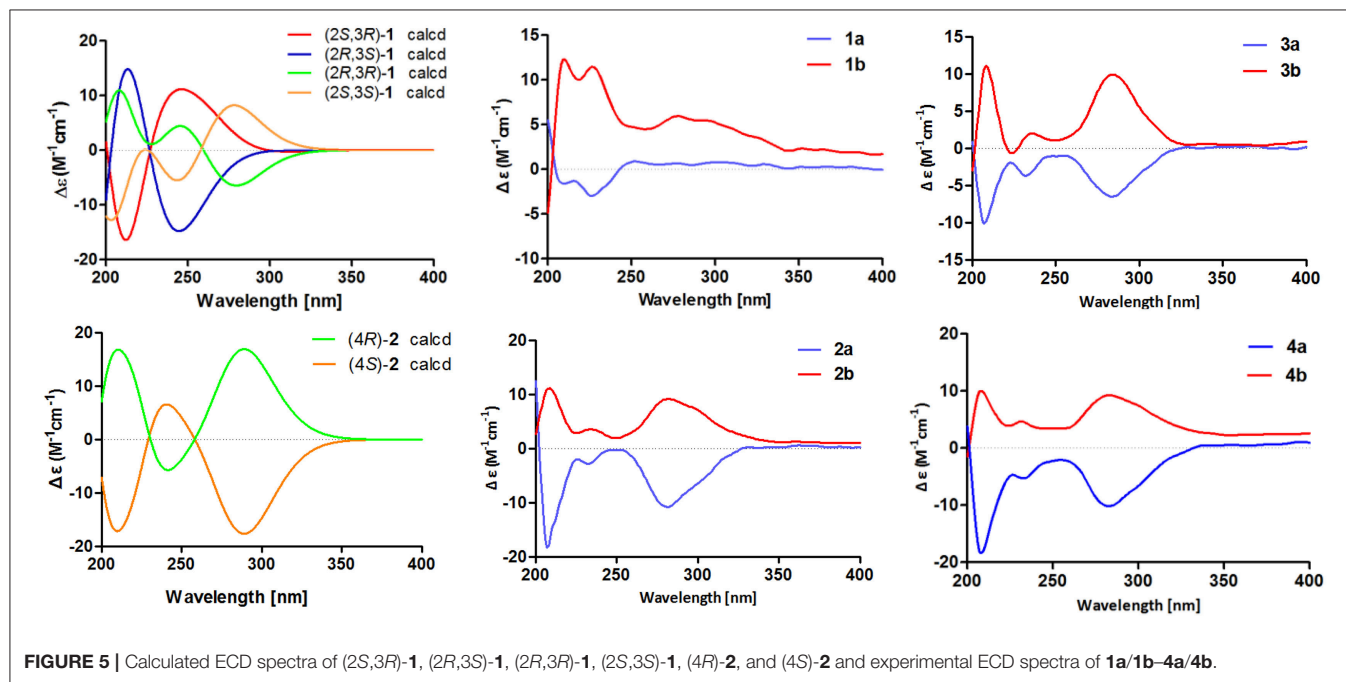 (2S,3R)-1 calcd
(2R,3S)-1 calcd
(2R,3R)-1 calcd
(2S,3S)-1 calcd
Δε (M⁻¹cm⁻¹)
20
10
0
-10
-20
200 250 300 350 400
Wavelength [nm]
1a
1b
Δ ε (M⁻¹cm⁻¹)
15
10
5
0
-5
-10
200 250 300 350 400
Wavelength [nm]
3a
3b
Δ ε (M⁻¹cm⁻¹)
15
10
5
0
-5
-10
-15
200 250 300 350 400
Wavelength [nm]
(4R)-2 calcd
(4S)-2 calcd
Δ ε (M⁻¹cm⁻¹)
20
10
0
-10
-20
200 250 300 350 400
Wavelength [nm]
2a
2b
Δ ε (M⁻¹cm⁻¹)
20
10
0
-10
-20
200 250 300 350 400
Wavelength [nm]
4a
4b
Δ ε (M⁻¹cm⁻¹)
20
10
0
-10
-20
200 250 300 350 400
Wavelength [nm]
FIGURE 5 | Calculated ECD spectra of (2S,3R)-1, (2R,3S)-1, (2R,3R)-1, (2S,3S)-1, (4R)-2, and (4S)-2 and experimental ECD spectra of 1a/1b–4a/4b.